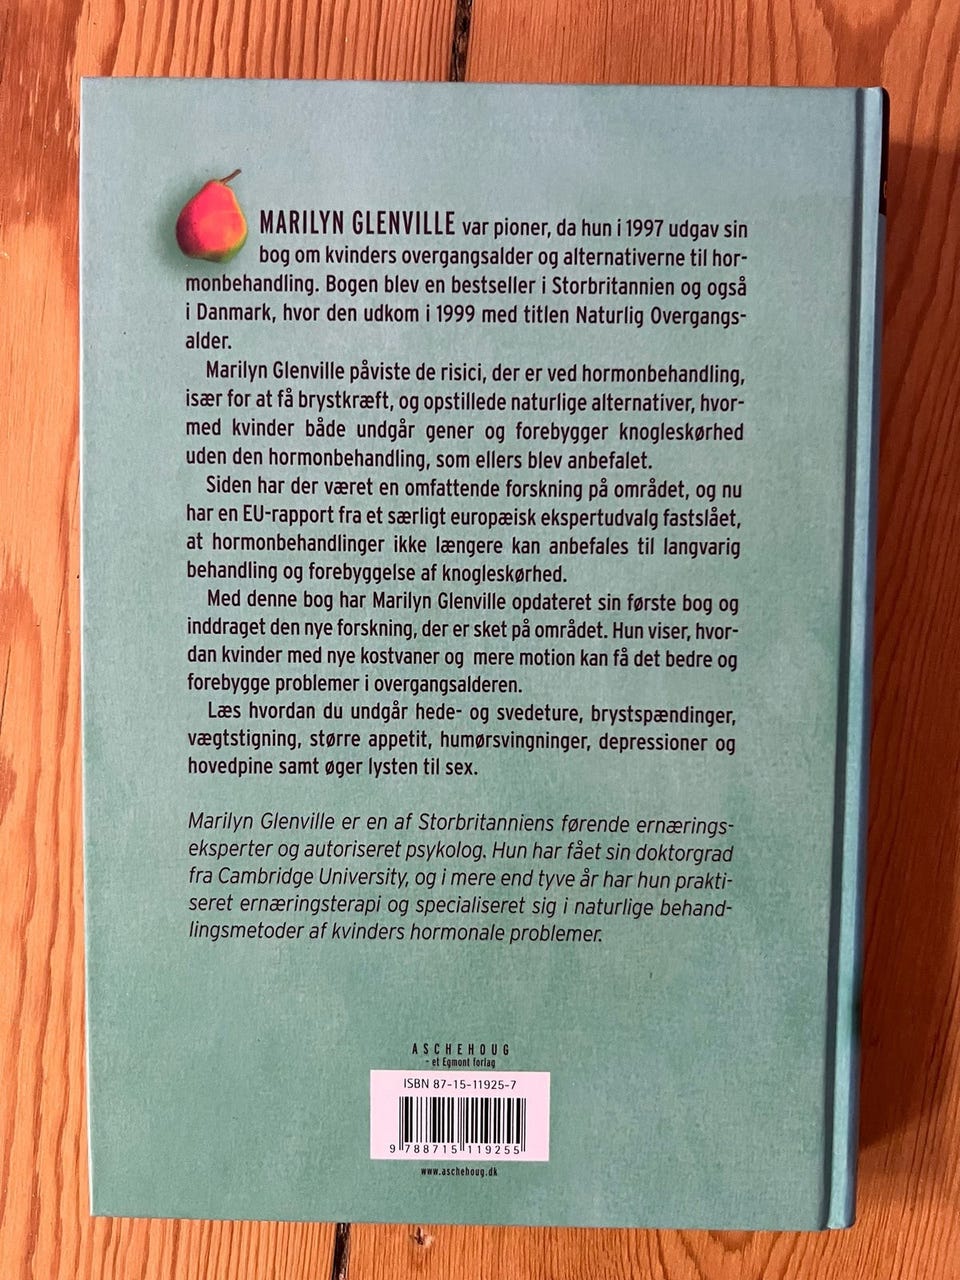 MARILYN GLENVILLE var pioner, da hun i 1997 udgav sin
bog om kvinders overgangsalder og alternativerne til hor-
monbehandling. Bogen blev en bestseller i Storbritannien og også
i Danmark, hvor den udkom i 1999 med titlen Naturlig Overgangs-
alder.
Marilyn Glenville påviste de risici, der er ved hormonbehandling,
især for at få brystkræft, og opstillede naturlige alternativer, hvor-
med kvinder både undgår gener og forebygger knogleskørhed
uden den hormonbehandling, som ellers blev anbefalet.
Siden har der været en omfattende forskning på området, og nu
har en EU-rapport fra et særligt europæisk ekspertudvalg fastslået,
at hormonbehandlinger ikke længere kan anbefales til langvarig
behandling og forebyggelse af knogleskørhed.
Med denne bog har Marilyn Glenville opdateret sin første bog og
inddraget den nye forskning, der er sket på området. Hun viser, hvor-
dan kvinder med nye kostvaner og mere motion kan få det bedre og
forebygge problemer i overgangsalderen.
Læs hvordan du undgår hede- og svedeture, brystspændinger,
vægtstigning, større appetit, humørsvingninger, depressioner og
hovedpine samt øger lysten til sex.
Marilyn Glenville er en af Storbritanniens førende ernærings-
eksperter og autoriseret psykolog. Hun har fået sin doktorgrad
fra Cambridge University, og i mere end tyve år har hun prakti-
seret ernæringsterapi og specialiseret sig i naturlige behand-
lingsmetoder af kvinders hormonale problemer.
ASCHEHOUG
- et Egmont forlag
ISBN 87-15-11925-7
9 788715 119255
www.aschehoug.dk